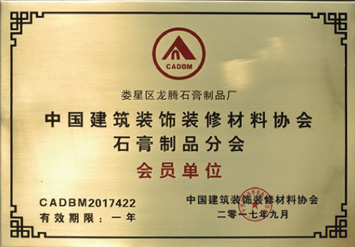 CADBM
娄星区龙腾石膏制品厂
中国建筑装饰装修材料协会
石膏制品分会
会员单位
CADBM2017422
有效期限：一年
中国建筑装饰装修材料协会
二零一七年九月